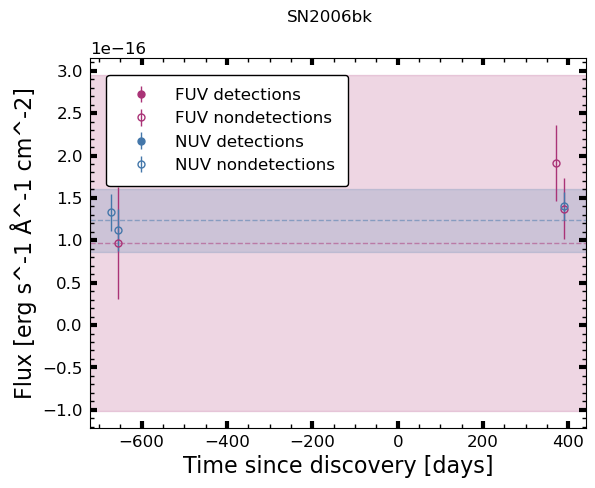 SN2006bk
1e−16
3.0
2.5
2.0
1.5
1.0
0.5
0.0
−0.5
−1.0
Flux [erg s^-1 Å^-1 cm^-2]
FUV detections
FUV nondetections
NUV detections
NUV nondetections
−600 −400 −200 0 200 400
Time since discovery [days]